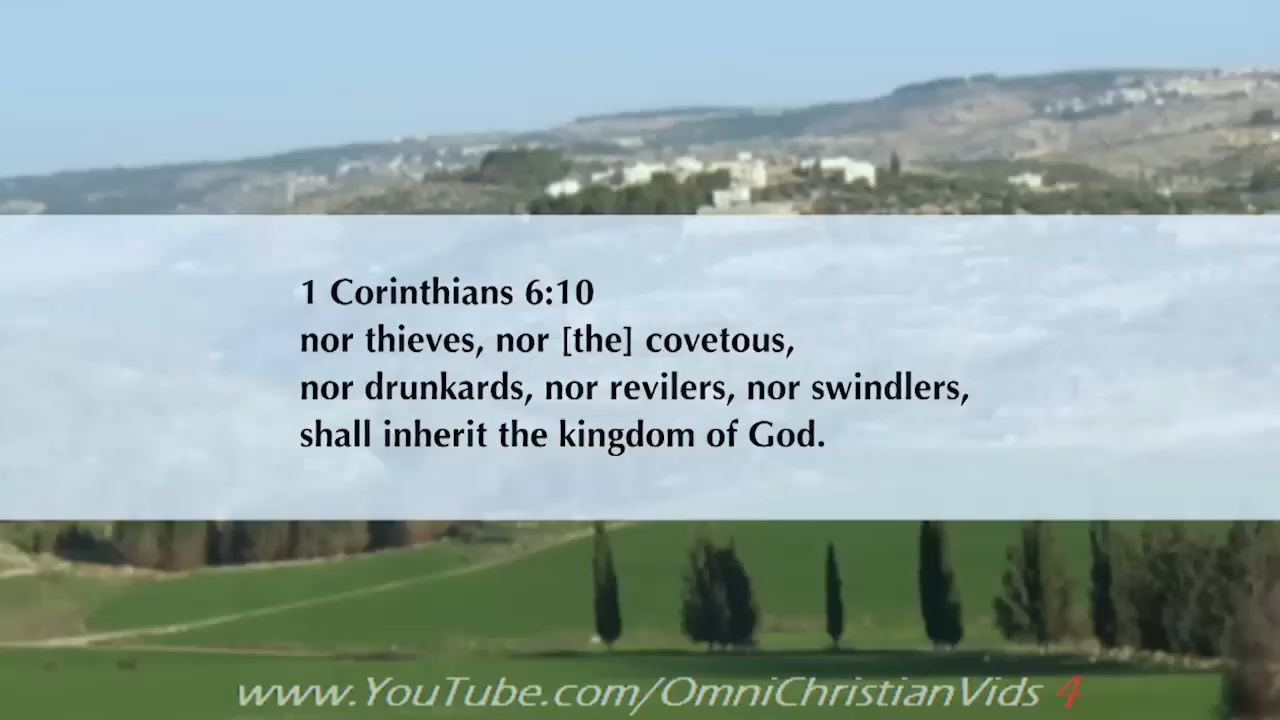 1 Corinthians 6:10
nor thieves, nor [the] covetous,
nor drunkards, nor revilers, nor swindlers,
shall inherit the kingdom of God.
www.YouTube.com/OmniChristianVids 4